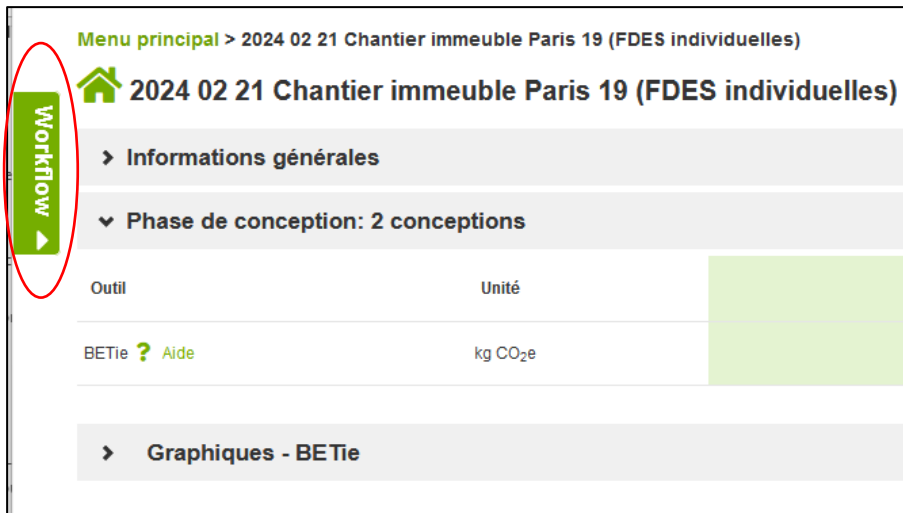 Menu principal > 2024 02 21 Chantier immeuble Paris 19 (FDES individuelles)
2024 02 21 Chantier immeuble Paris 19 (FDES individuelles)
Workflow
Informations générales
Phase de conception: 2 conceptions
Outil Unité
BETie ? Aide kg CO₂e
Graphiques - BETie